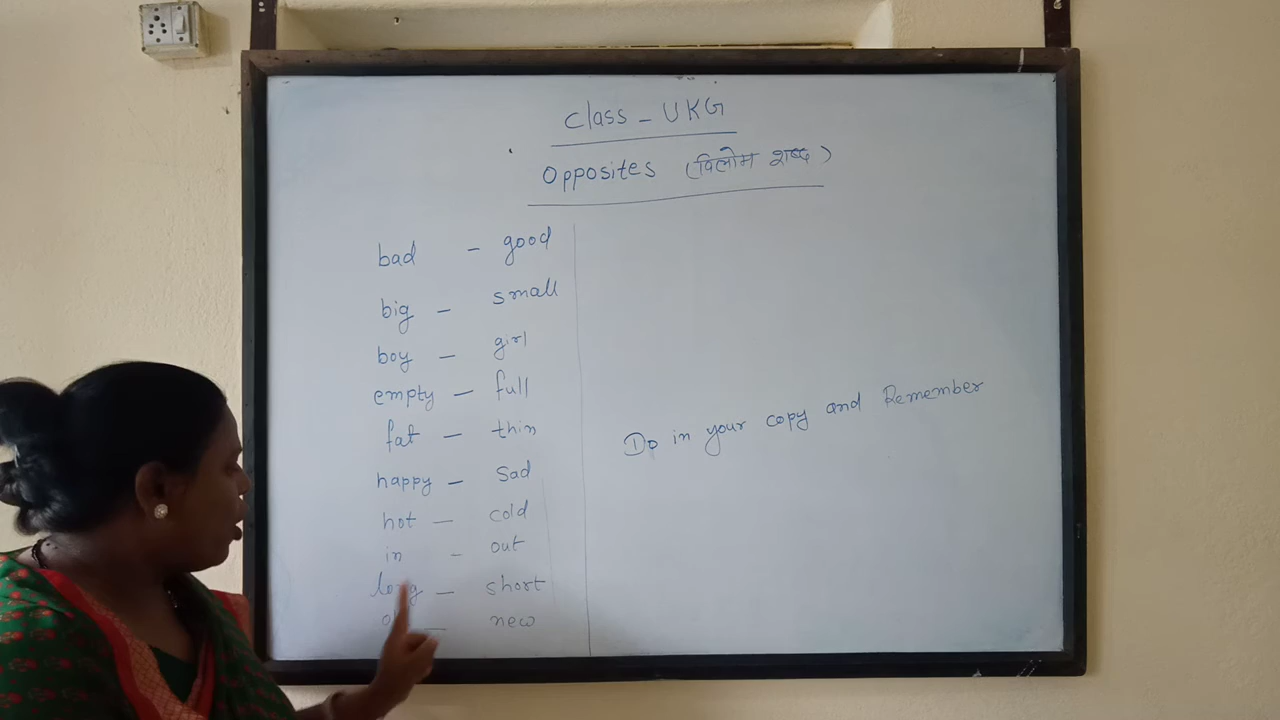 Class - UKG
Opposites (विलोम शब्द)
bad - good
big - small
boy - girl
empty - full
fat - thin
happy - sad
hot - cold
in - out
long - short
- new
Do in your copy and Remember